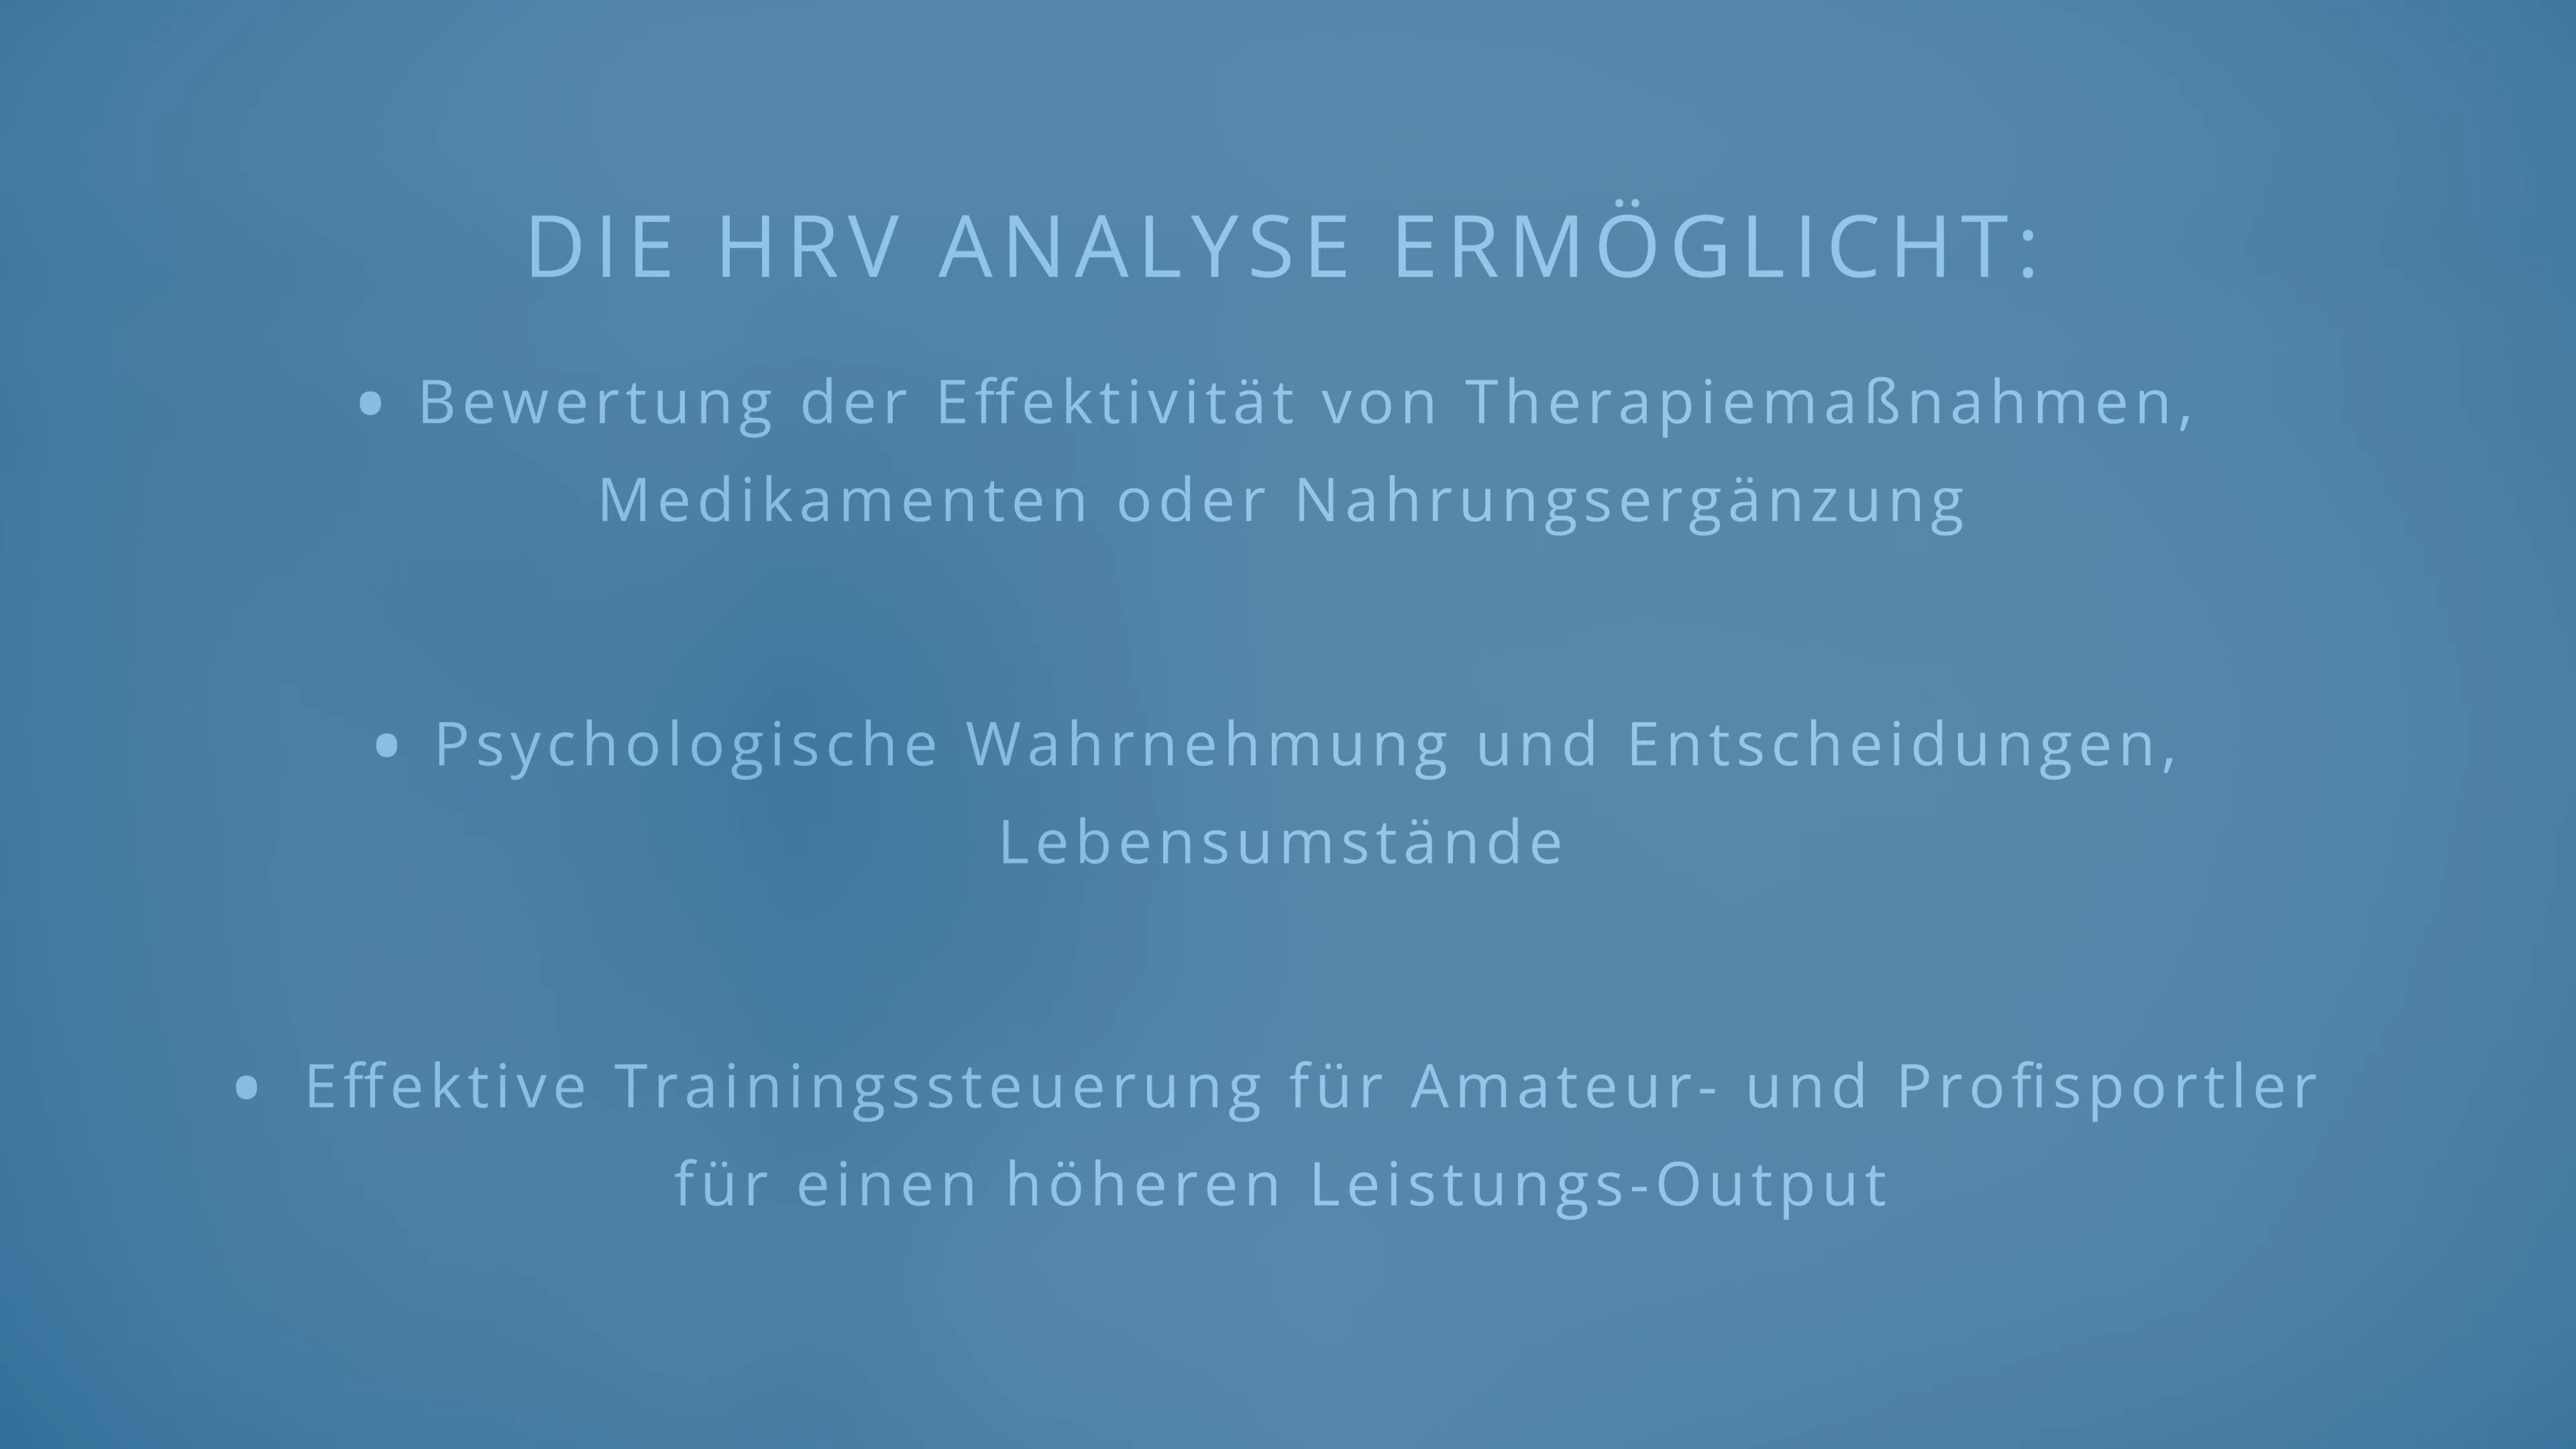 DIE HRV ANALYSE ERMÖGLICHT:
• Bewertung der Effektivität von Therapiemaßnahmen,
Medikamenten oder Nahrungsergänzung
• Psychologische Wahrnehmung und Entscheidungen,
Lebensumstände
• Effektive Trainingssteuerung für Amateur- und Profisportler
für einen höheren Leistungs-Output